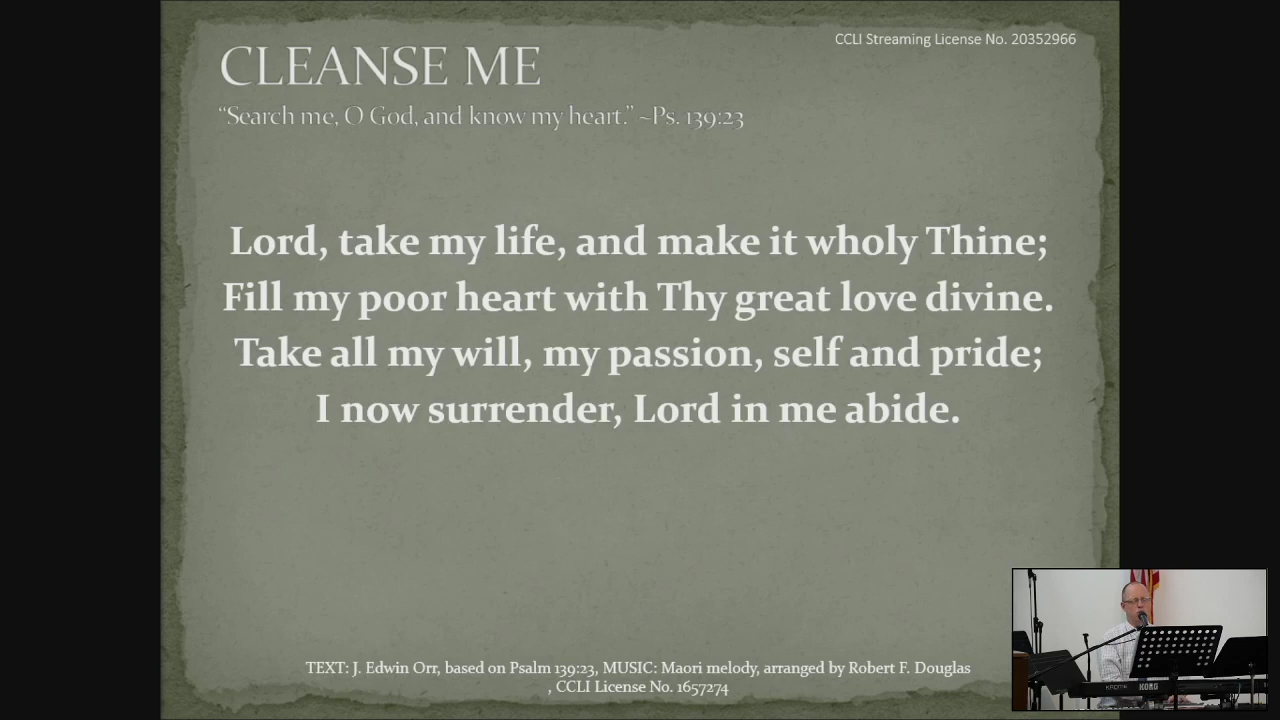 CCLI Streaming License No. 20352966
CLEANSE ME
“Search me, O God, and know my heart.” ~Ps. 139:23
Lord, take my life, and make it wholy Thine;
Fill my poor heart with Thy great love divine.
Take all my will, my passion, self and pride;
I now surrender, Lord in me abide.
TEXT: J. Edwin Orr, based on Psalm 139:23, MUSIC: Maori melody, arranged by Robert F. Douglas
, CCLI License No. 1657274
KROME KORG